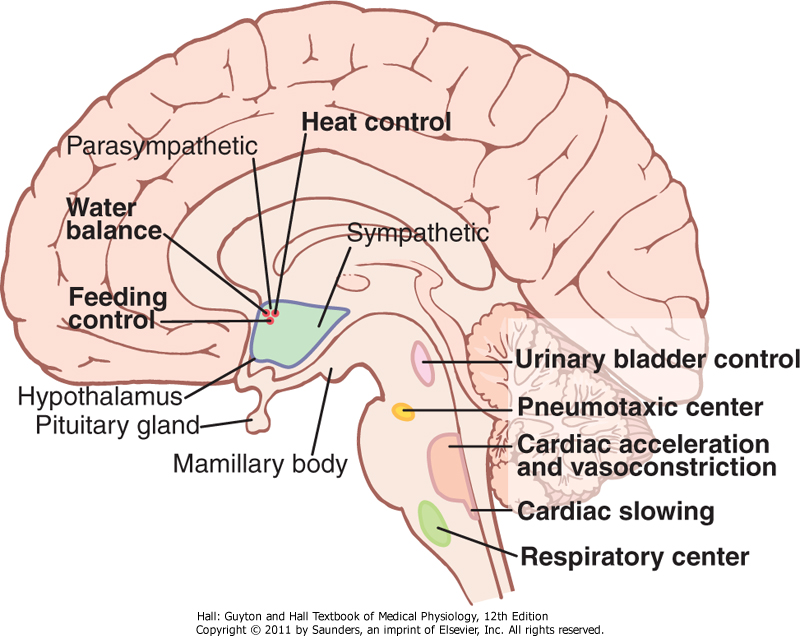 Heat control
Parasympathetic
Water
balance
Sympathetic
Feeding
control
Urinary bladder control
Hypothalamus
Pneumotaxic center
Pituitary gland
Cardiac acceleration
and vasoconstriction
Mamillary body
Cardiac slowing
Respiratory center
Hall: Guyton and Hall Textbook of Medical Physiology, 12th Edition
Copyright © 2011 by Saunders, an imprint of Elsevier, Inc. All rights reserved.